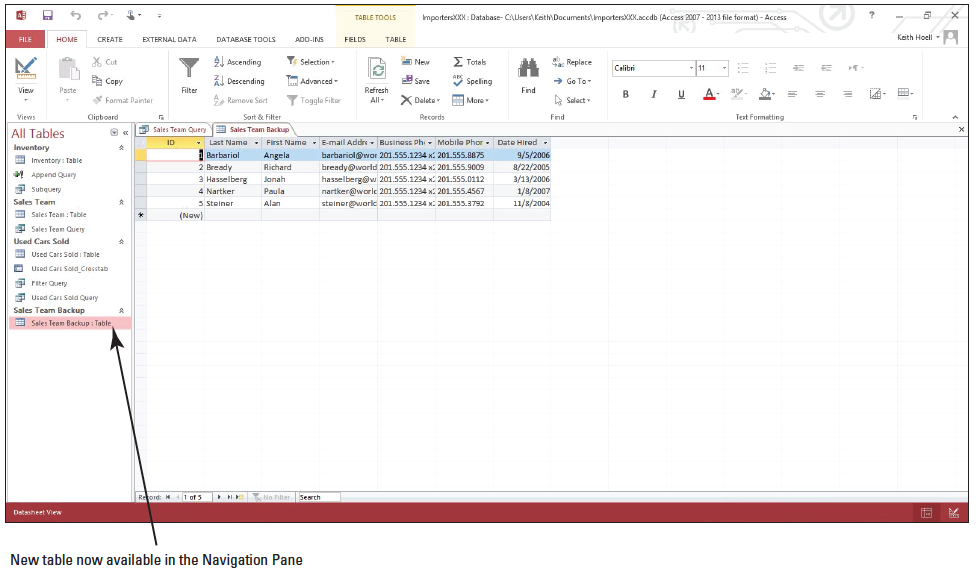 TABLE TOOLS
ImportersXXX : Database- C:\Users\Keith\Documents\ImportersXXX.accdb (Access 2007 - 2013 file format) - Access
?
FILE HOME CREATE EXTERNAL DATA DATABASE TOOLS ADD-INS FIELDS TABLE
Keith Hoell
View
Views
Paste
Cut
Copy
Format Painter
Clipboard
Filter
Ascending
Descending
Remove Sort
Selection
Advanced
Toggle Filter
Sort & Filter
Refresh
All
New
Save
Delete
Totals
Spelling
More
Records
Find
Replace
Go To
Select
Find
Calibri 11
B I U A
Text Formatting
All Tables
Inventory
Inventory : Table
Append Query
Subquery
Sales Team
Sales Team : Table
Sales Team Query
Used Cars Sold
Used Cars Sold : Table
Used Cars Sold_Crosstab
Filter Query
Used Cars Sold Query
Sales Team Backup
Sales Team Backup : Table
Sales Team Query Sales Team Backup
ID Last Name First Name E-mail Addre Business Pho Mobile Phor Date Hired
1 Barbariol Angela barbariol@wor 201.555.1234 x 201.555.8875 9/5/2006
2 Bready Richard bready@world 201.555.1234 x 201.555.9009 8/22/2005
3 Hasselberg Jonah hasselberg@w 201.555.1234 x 201.555.0112 3/13/2006
4 Nartker Paula nartker@world 201.555.1234 x 201.555.4567 1/8/2007
5 Steiner Alan steiner@world 201.555.1234 x 201.555.3792 11/8/2004
* (New)
Record: 1 of 5 No Filter Search
Datasheet View
New table now available in the Navigation Pane